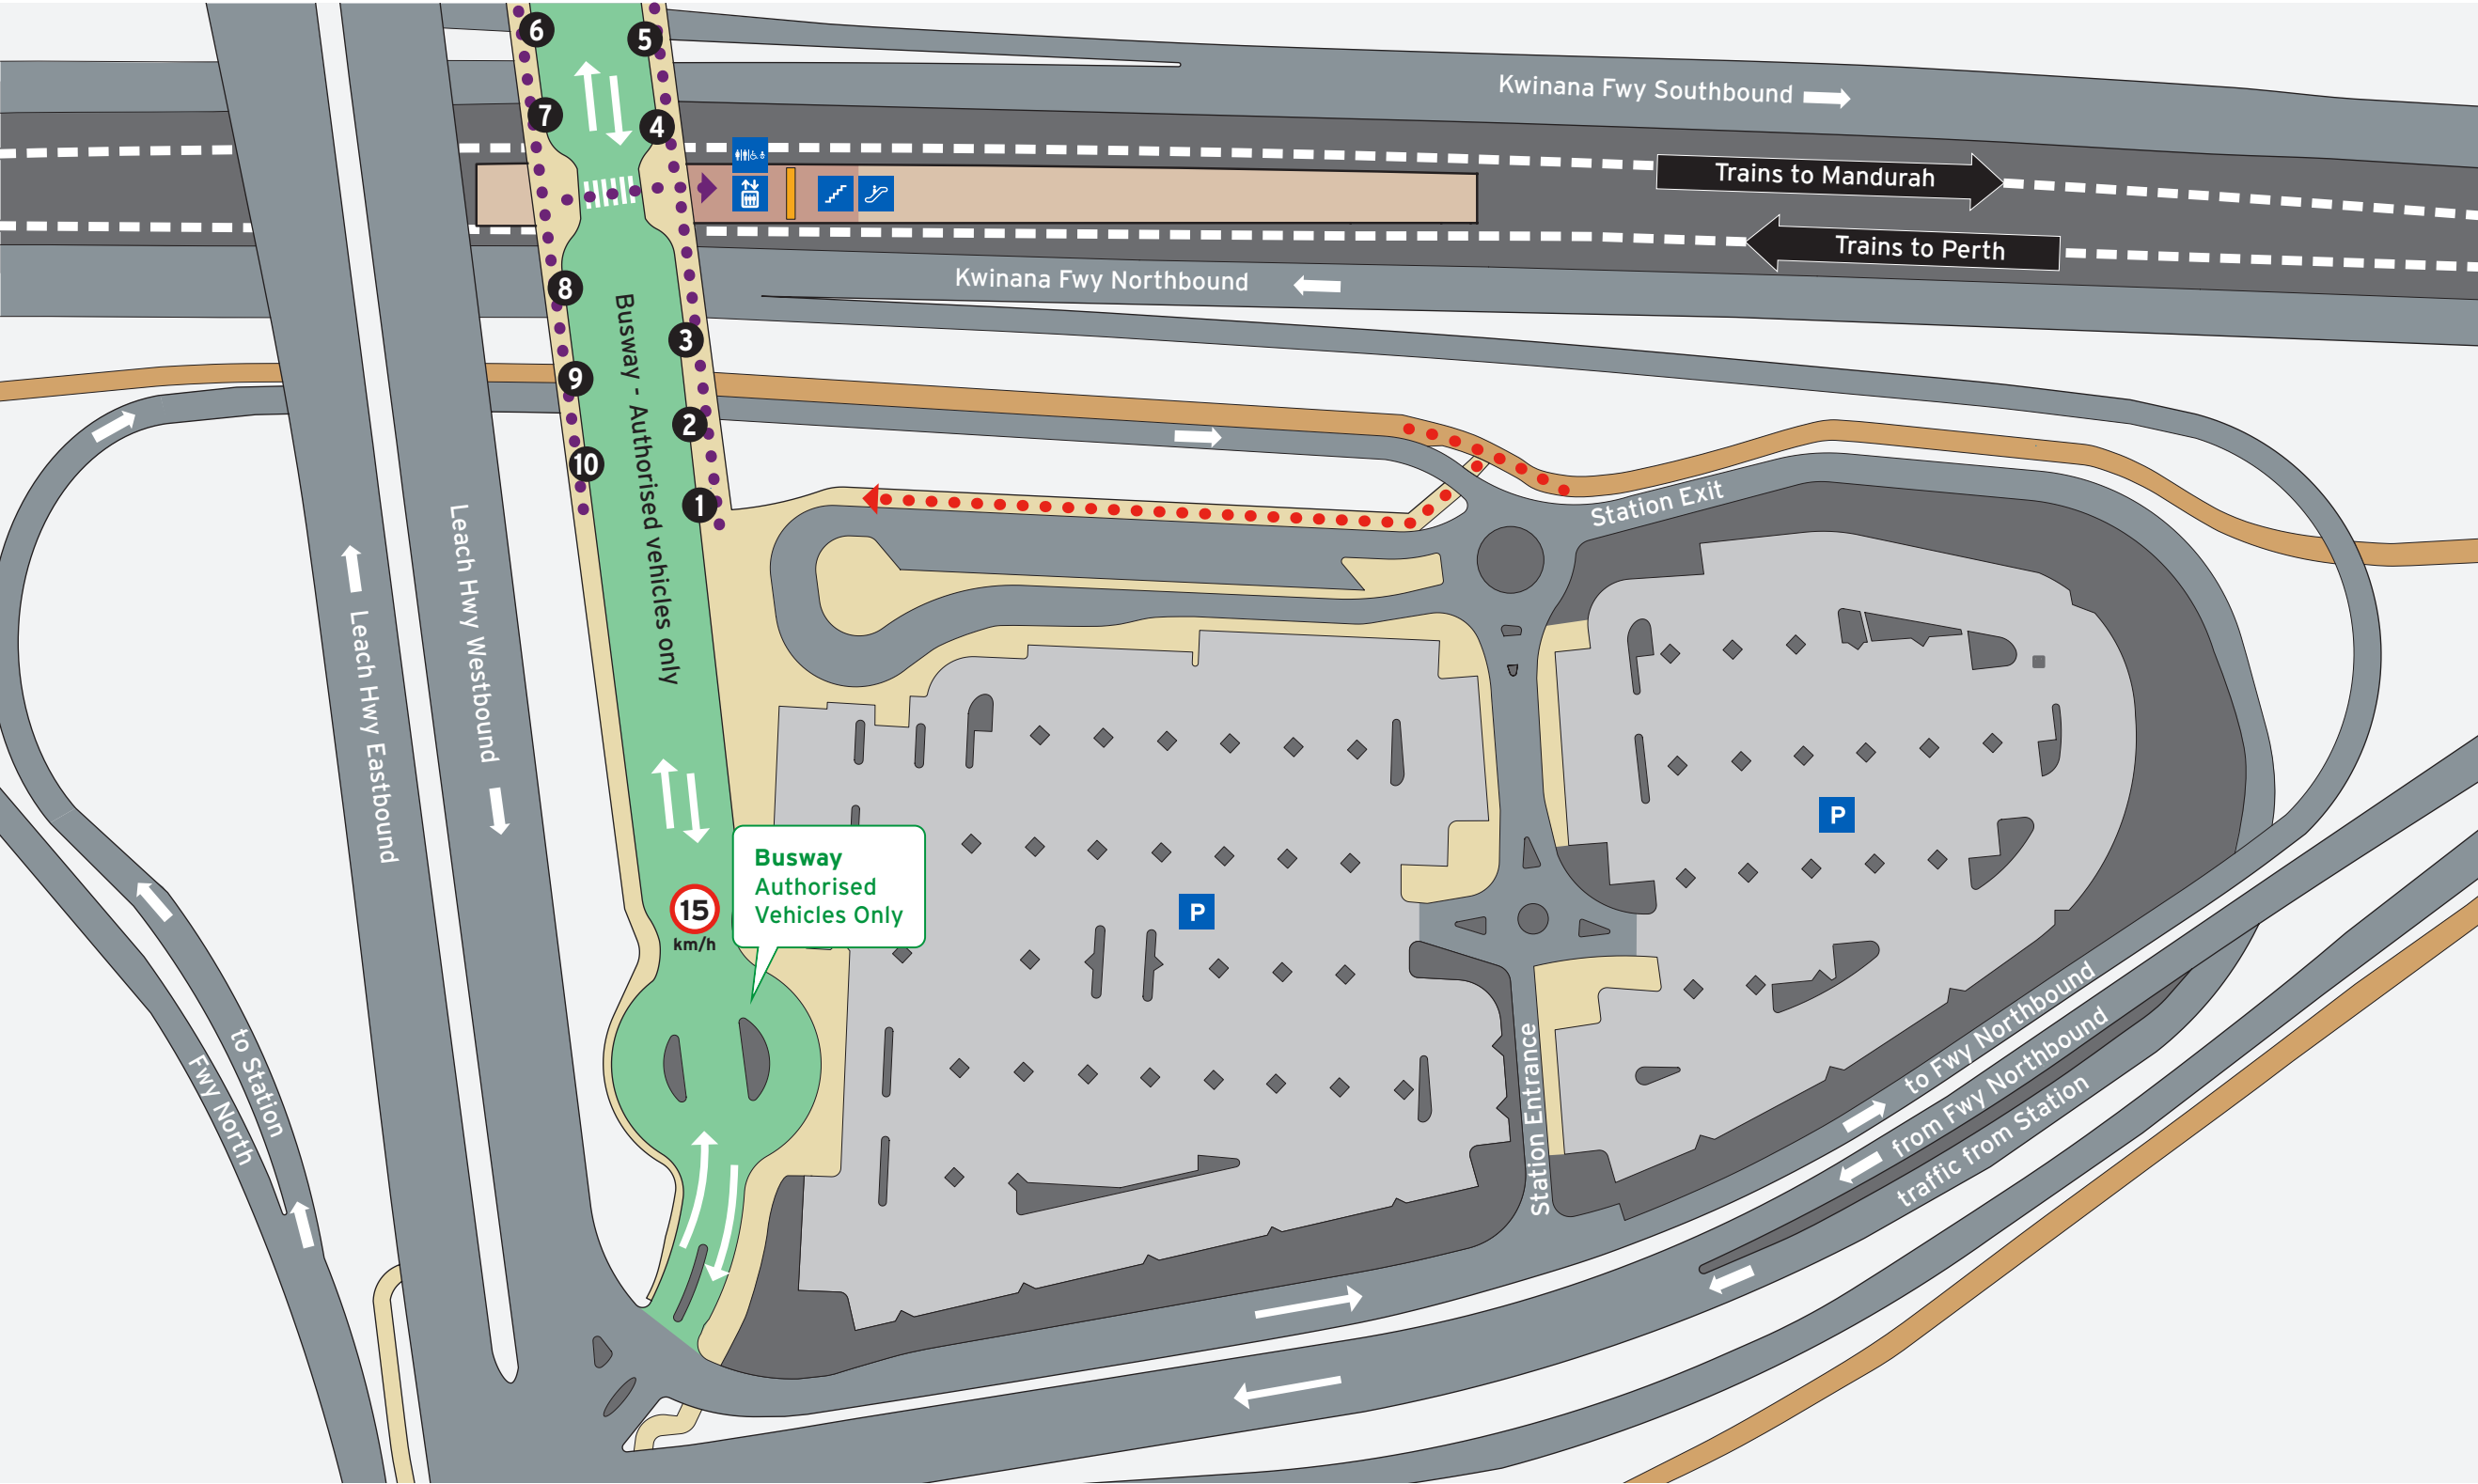 6
5
7
4
Kwinana Fwy Southbound
Trains to Mandurah
Trains to Perth
Kwinana Fwy Northbound
8
3
9
2
10
1
Busway - Authorised vehicles only
Station Exit
Leach Hwy Westbound
Leach Hwy Eastbound
P
P
Busway
Authorised
Vehicles Only
15
km/h
to Station
Fwy North
Station Entrance
to Fwy Northbound
from Fwy Northbound
traffic from Station